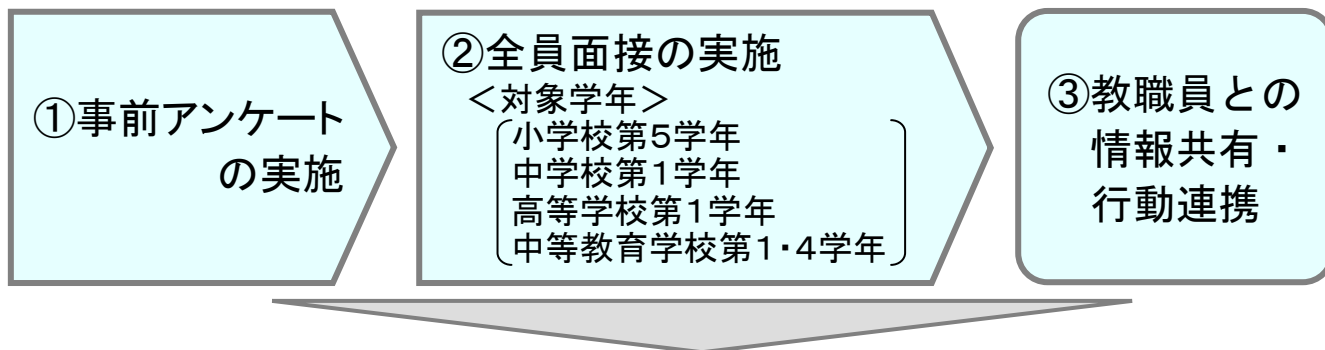 ①事前アンケート
の実施
②全員面接の実施
＜対象学年＞
小学校第５学年
中学校第１学年
高等学校第１学年
中等教育学校第１・４学年
③教職員との
情報共有・
行動連携